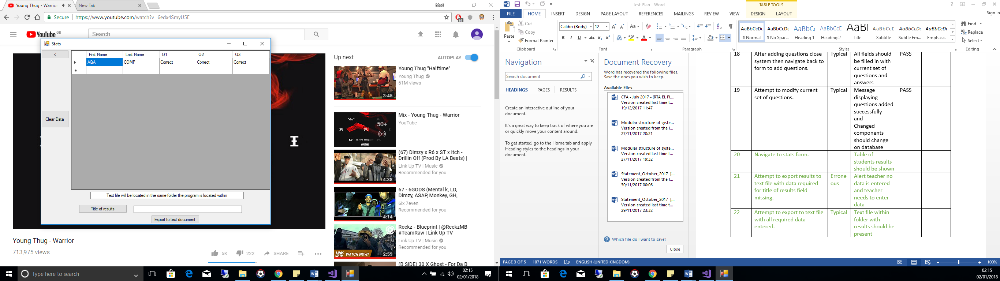 Young Thug - Warrior
New Tab
Mad
Secure
https://www.youtube.com/watch?v=6edx4SmyU5E
89
YouTube GB
Search
Stats
<
First Name Last Name Q1 Q2 Q3
AQA COMP Correct Correct Correct
Clear Data
Text file will be located in the same folder the program is located within
Title of results
Export to text document
I
Young Thug - Warrior
713,975 views
5K
222
SHARE
Up next
AUTOPLAY
Young Thug "Halftime"
Young Thug
61M views
3:45
Mix - Young Thug - Warrior
YouTube
50+
W
R R I
O metro thuggin R
(67) Dimzy x R6 x ST x Itch -
Drillin Off (Prod By LA Beats) |
Link Up TV | Music
Recommended for you
4:38
67 - 6GODS (Mental k, LD,
Dimzy, ASAP, Monkey, GH,
6ix 7even
Recommended for you
4:14
Reekz - Blueprint | @ReekzMB
#TeamRaw | Link Up TV
Link Up TV | Music
Recommended for you
LINK UP TV WATCH NOW!
2:59
(B SIDE) 30 X Ghost - For Da B
Type here to search
02:15
02/01/2018
Test Plan - Word
TABLE TOOLS
?
FILE HOME INSERT DESIGN PAGE LAYOUT REFERENCES MAILINGS REVIEW VIEW DESIGN LAYOUT
Sign in
Paste
Cut
Copy
Format Painter
Clipboard
Calibri (Body) 12
Aa
B I U abc x₂ x²
Font
Paragraph
AaBbCcDc AaBbCcDc AaBbCc AaBbCcC AaB AaBbCcD AaBbCcDc AaBbCcDc
¶ Normal ¶ No Spac... Heading 1 Heading 2 Title Subtitle Subtle Em... Emphasis
Styles
Find
Replace
Select
Editing
Navigation
Search document
HEADINGS PAGES RESULTS
Create an interactive outline of your
document.
It's a great way to keep track of where you are
or quickly move your content around.
To get started, go to the Home tab and apply
Heading styles to the headings in your
document.
Document Recovery
Word has recovered the following files.
Save the ones you wish to keep.
Available Files
CFA - July 2017 - (RTA EL PL...
Version created last time t...
19/12/2017 11:47
Modular structure of syste...
Version created from the l...
27/11/2017 20:21
Modular structure of syste...
Version created last time t...
27/11/2017 19:32
Statement_October_2017 [...
Version created from the l...
30/11/2017 00:06
Statement_October_2017 [...
Version created last time t...
29/11/2017 23:32
Which file do I want to save?
Close
18 After adding questions close Typical All fields should PASS
system then navigate back to be filled in with
form to add questions. current set of
questions and
answers
19 Attempt to modify current Typical Message PASS
set of questions. displaying
questions added
successfully
and
Changed
components
should change
on database
20 Navigate to stats form. Table of
students results
should be shown
21 Attempt to export results to Errone Alert teacher no
text file with data required ous data is entered
for title of results field and teacher
missing. needs to enter
data
22 Attempt to export to text file Typical Text file within
with all required data folder with
entered. results should be
present
PAGE 3 OF 5 1071 WORDS ENGLISH (UNITED KINGDOM)
100%
02:15
02/01/2018